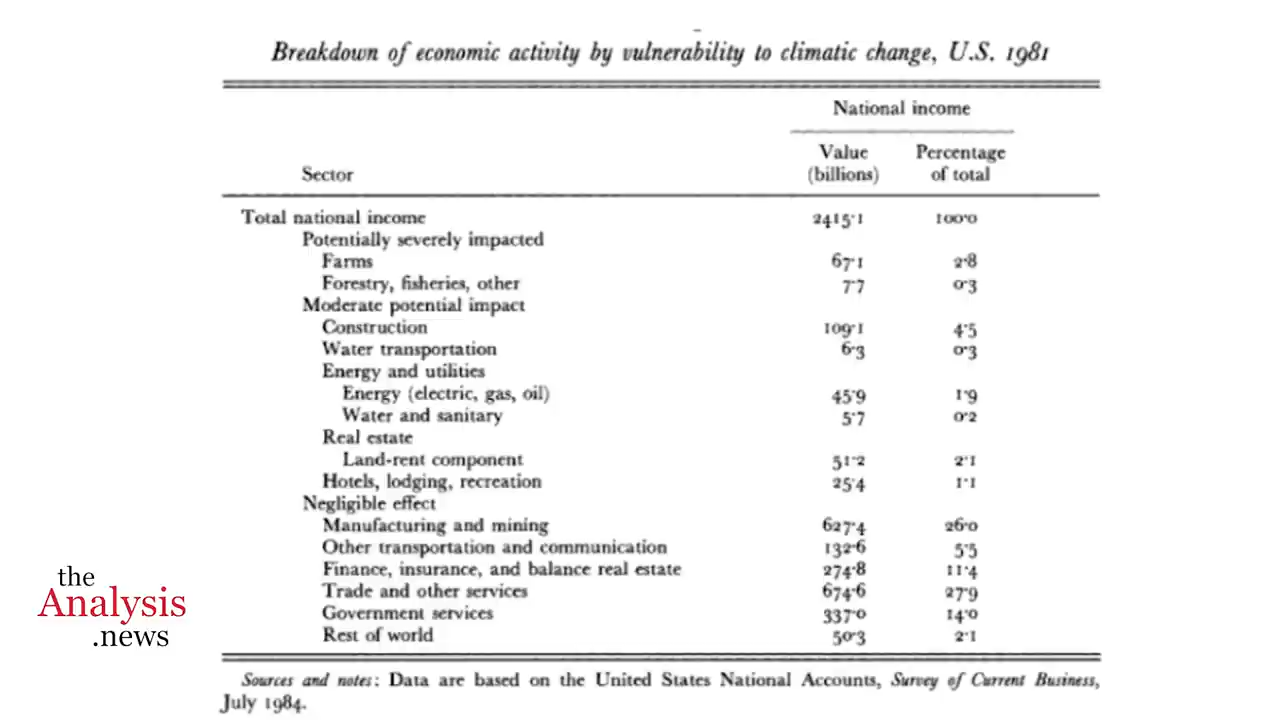 Breakdown of economic activity by vulnerability to climatic change, U.S. 1981
National income
Value Percentage
Sector (billions) of total
Total national income 2415·1 100·0
Potentially severely impacted
Farms 67·1 2·8
Forestry, fisheries, other 7·7 0·3
Moderate potential impact
Construction 109·1 4·5
Water transportation 6·3 0·3
Energy and utilities
Energy (electric, gas, oil) 45·9 1·9
Water and sanitary 5·7 0·2
Real estate
Land-rent component 51·2 2·1
Hotels, lodging, recreation 25·4 1·1
Negligible effect
Manufacturing and mining 627·4 26·0
Other transportation and communication 132·6 5·5
Finance, insurance, and balance real estate 274·8 11·4
Trade and other services 674·6 27·9
Government services 337·0 14·0
Rest of world 50·3 2·1
Sources and notes: Data are based on the United States National Accounts, Survey of Current Business,
July 1984.
the
Analysis
.news